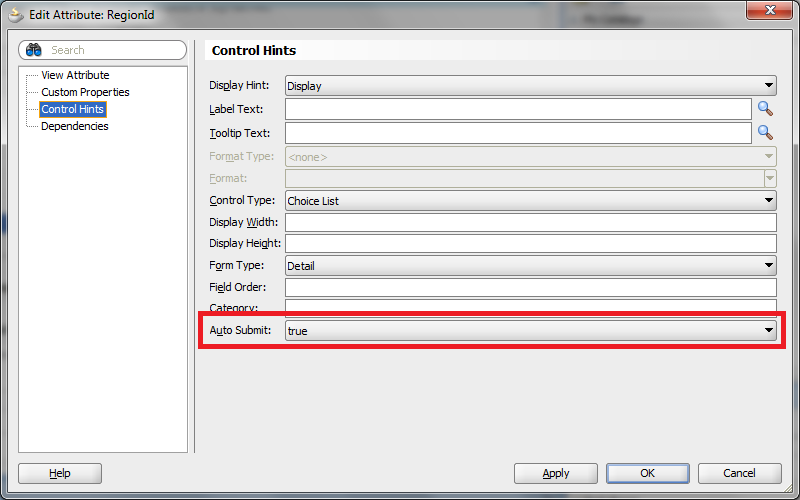 Edit Attribute: RegionId
Search
View Attribute
Custom Properties
Control Hints
Dependencies
Control Hints
Display Hint: Display
Label Text:
Tooltip Text:
Format Type: <none>
Format:
Control Type: Choice List
Display Width:
Display Height:
Form Type: Detail
Field Order:
Category:
Auto Submit: true
Help Apply OK Cancel